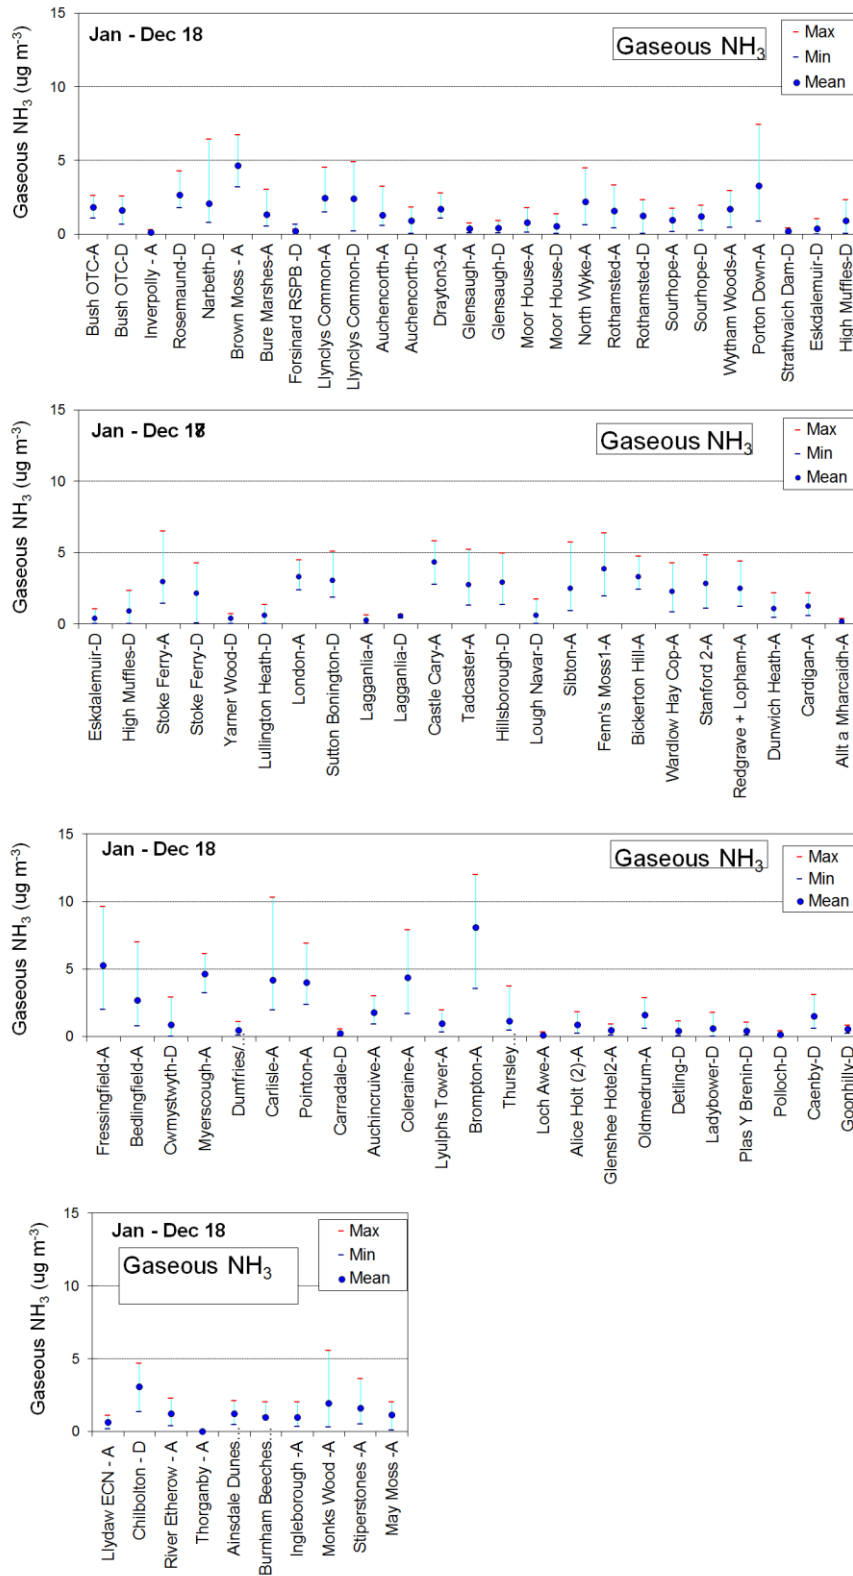 Jan - Dec 18
Gaseous NH3
Max
Min
Mean
Gaseous NH3 (ug m-3)
15
10
5
0
Bush OTC-A
Bush OTC-D
Inverpolly - A
Rosemaund-D
Narbeth-D
Brown Moss - A
Bure Marshes-A
Forsinard RSPB -D
Llynclys Common-A
Llynclys Common-D
Auchencorth-A
Auchencorth-D
Drayton3-A
Glensaugh-A
Glensaugh-D
Moor House-A
Moor House-D
North Wyke-A
Rothamsted-A
Rothamsted-D
Sourhope-A
Sourhope-D
Wytham Woods-A
Porton Down-A
Strathvaich Dam-D
Eskdalemuir-D
High Muffles-D
Jan - Dec 18
Gaseous NH3
Max
Min
Mean
Gaseous NH3 (ug m-3)
15
10
5
0
Eskdalemuir-D
High Muffles-D
Stoke Ferry-A
Stoke Ferry-D
Yarner Wood-D
Lullington Heath-D
London-A
Sutton Bonington-D
Lagganlia-A
Lagganlia-D
Castle Cary-A
Tadcaster-A
Hillsborough-D
Lough Navar-D
Sibton-A
Fenn's Moss1-A
Bickerton Hill-A
Wardlow Hay Cop-A
Stanford 2-A
Redgrave + Lopham-A
Dunwich Heath-A
Cardigan-A
Allt a Mharcaidh-A
Jan - Dec 18
Gaseous NH3
Max
Min
Mean
Gaseous NH3 (ug m-3)
15
10
5
0
Fressingfield-A
Bedlingfield-A
Cwmystwyth-D
Myerscough-A
Dumfries/...
Carlisle-A
Pointon-A
Carradale-D
Auchincruive-A
Coleraine-A
Lyulphs Tower-A
Brompton-A
Thursley...
Loch Awe-A
Alice Holt (2)-A
Glenshee Hotel2-A
Oldmedrum-A
Detling-D
Ladybower-D
Plas Y Brenin-D
Polloch-D
Caenby-D
Goonhilly-D
Jan - Dec 18
Gaseous NH3
Max
Min
Mean
Gaseous NH3 (ug m-3)
15
10
5
0
Llydaw ECN - A
Chilbolton - D
River Etherow - A
Thorganby - A
Ainsdale Dunes...
Burnham Beeches...
Ingleborough -A
Monks Wood -A
Stiperstones -A
May Moss -A